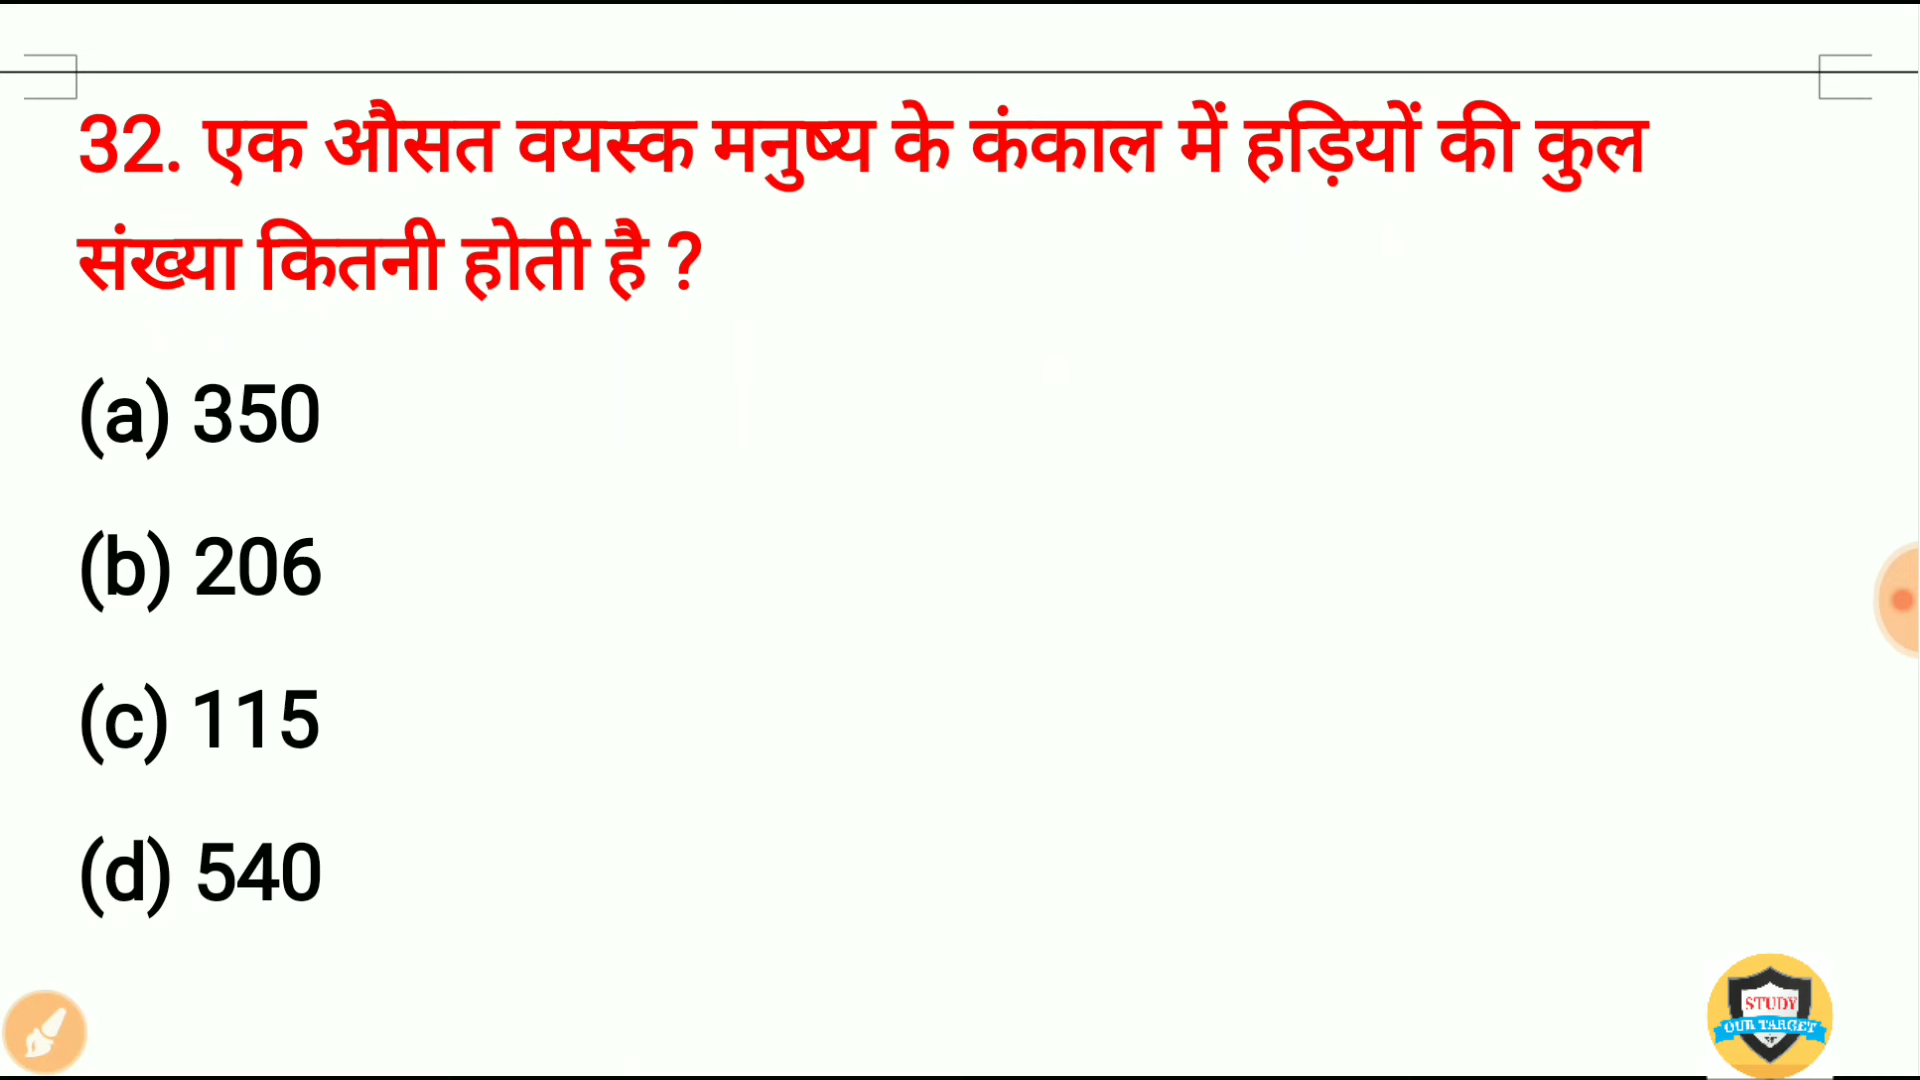 32. एक औसत वयस्क मनुष्य के कंकाल में हड़ियों की कुल
संख्या कितनी होती है ?
(a) 350
(b) 206
(c) 115
(d) 540
STUDY
OUR TARGET